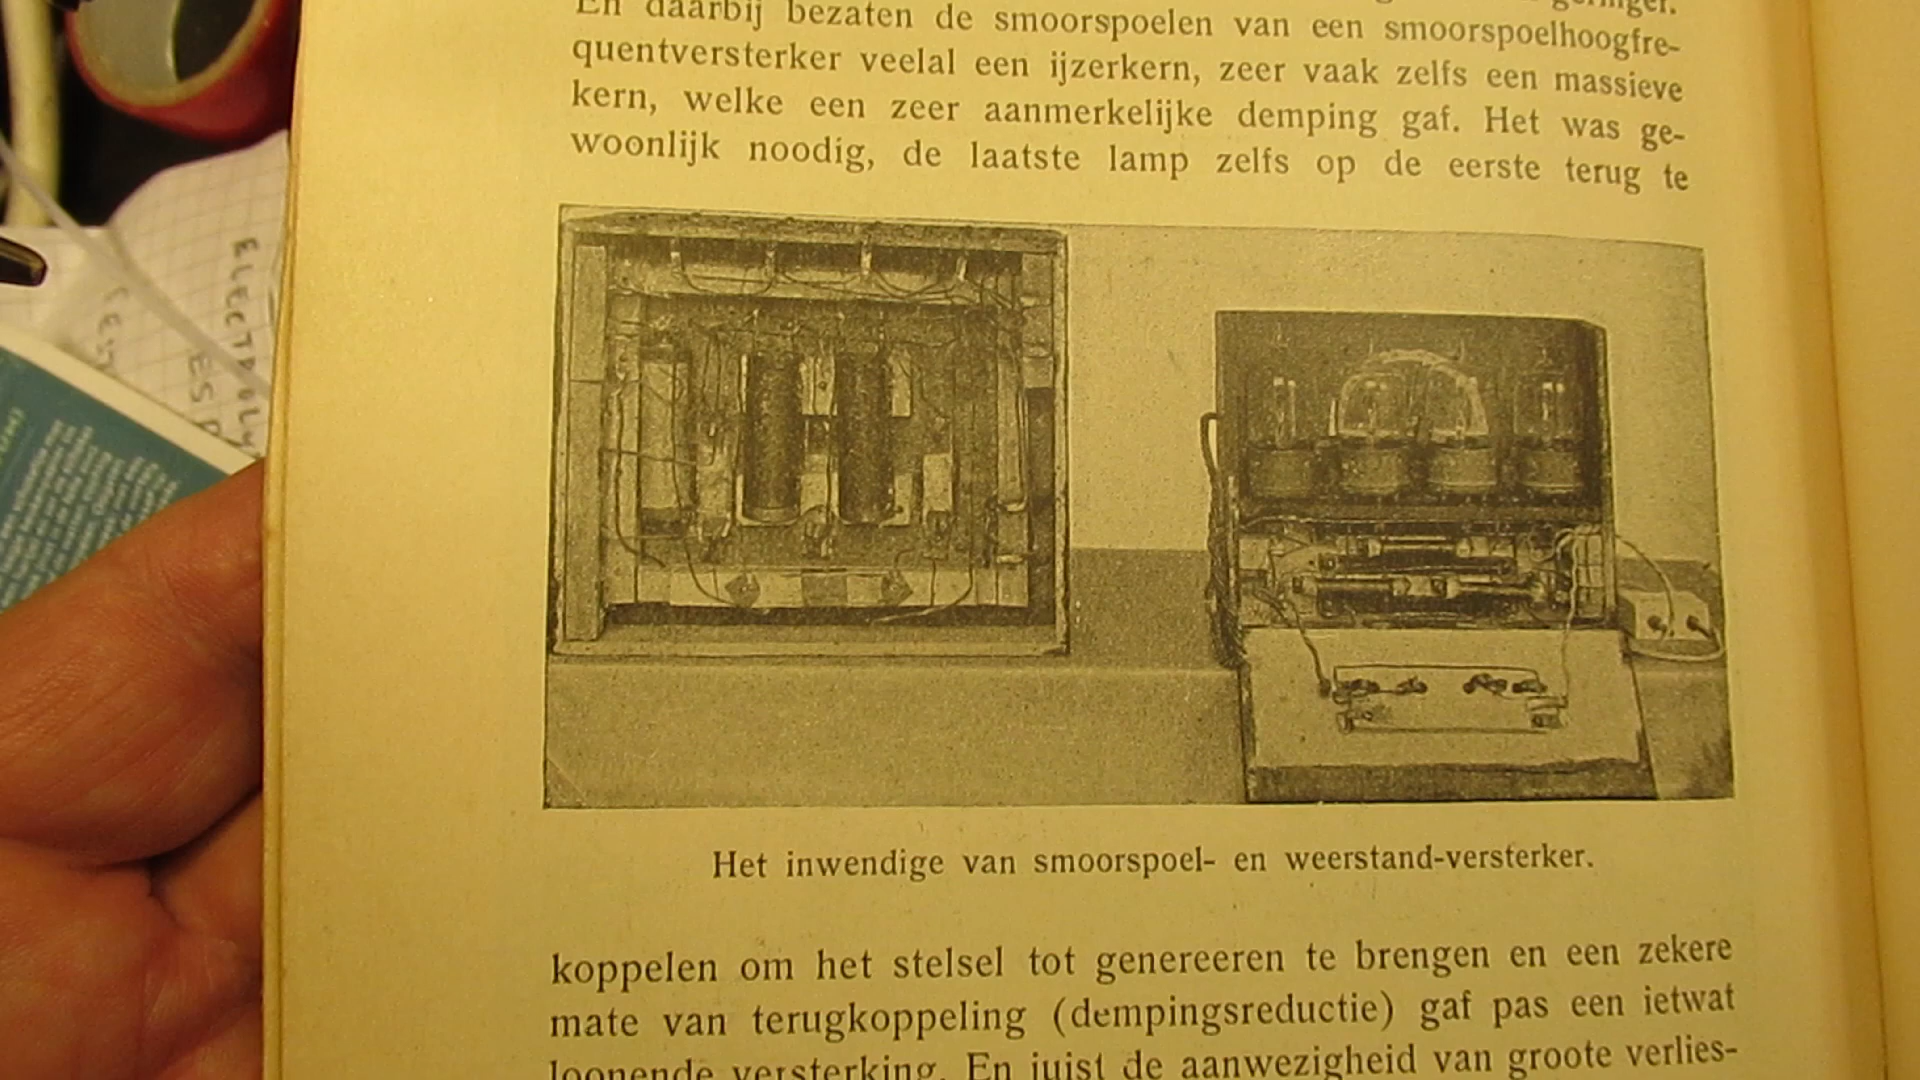 En daarbij bezaten de smoorspoelen van een smoorspoelhoogfre-
quentversterker veelal een ijzerkern, zeer vaak zelfs een massieve
kern, welke een zeer aanmerkelijke demping gaf. Het was ge-
woonlijk noodig, de laatste lamp zelfs op de eerste terug te
Het inwendige van smoorspoel- en weerstand-versterker.
koppelen om het stelsel tot genereeren te brengen en een zekere
mate van terugkoppeling (dempingsreductie) gaf pas een ietwat
loonende versterking. En juist de aanwezigheid van groote verlies-